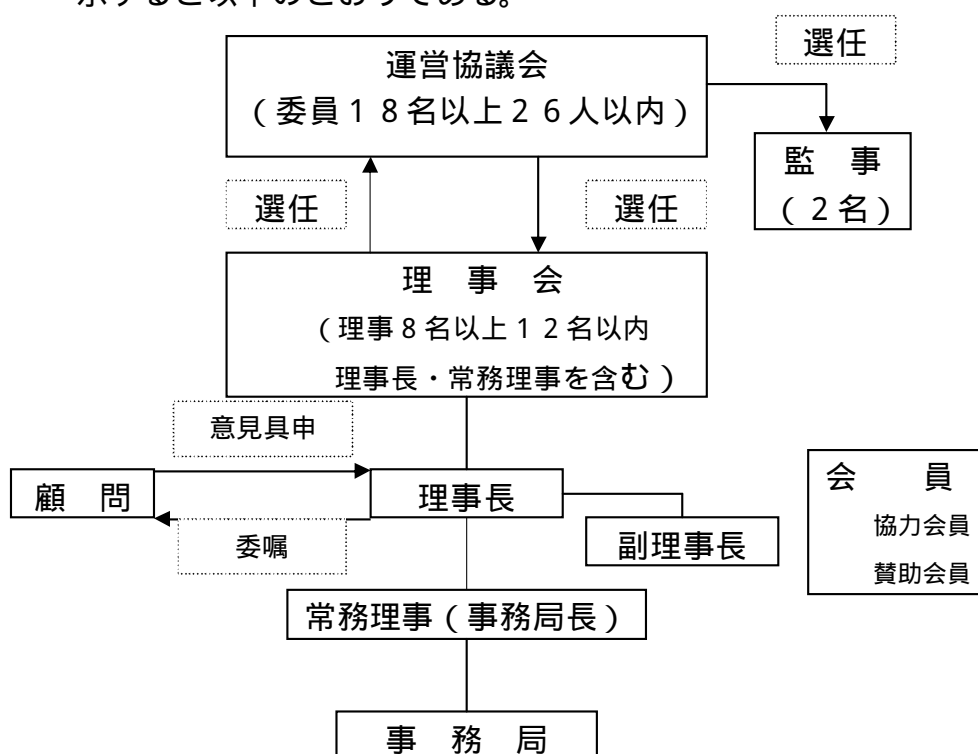 示すると以下のとおりである。
選任
運営協議会
(委員18名以上26人以内)
監　事
(2名)
選任
選任
理　事　会
(理事8名以上12名以内
理事長・常務理事を含む)
意見具申
顧　問
理事長
委嘱
副理事長
会　　員
協力会員
賛助会員
常務理事(事務局長)
事　務　局